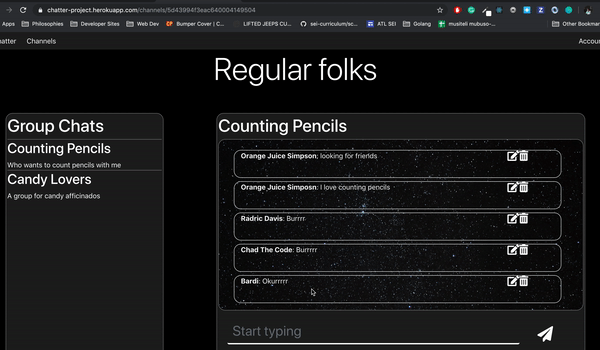 chatter-project.herokuapp.com/channels/5d43994f3eac640004149504
Apps Philosophies Developer Sites Web Dev Bumper Cover | C... LIFTED JEEPS CU... sei-curriculum/sc... ATL SEI Golang musiteli mubuso-... Other Bookmar
hatter Channels Accou
Regular folks
Group Chats
Counting Pencils
Who wants to count pencils with me
Candy Lovers
A group for candy afficinados
Counting Pencils
Orange Juice Simpson: looking for friends
Orange Juice Simposn: I love counting pencils
Radric Davis: Burrrr
Chad The Code: Burrrrr
Bardi: Okurrrrr
Start typing